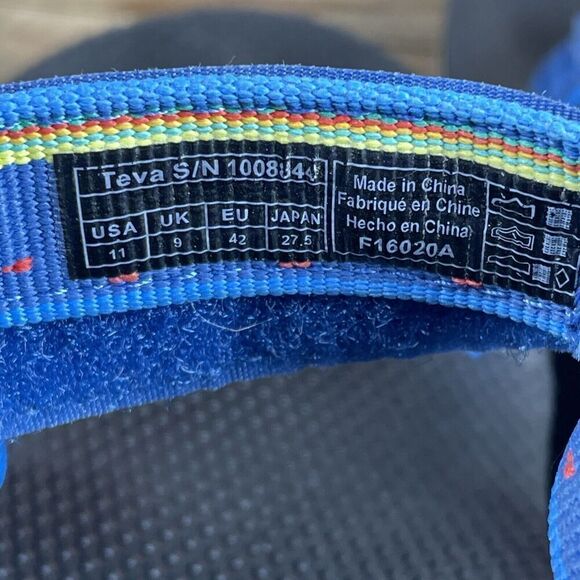 Teva S/N 1008844
USA UK EU JAPAN
11 9 42 27.5
Made in China
Fabriqué en Chine
Hecho en China
F16020A